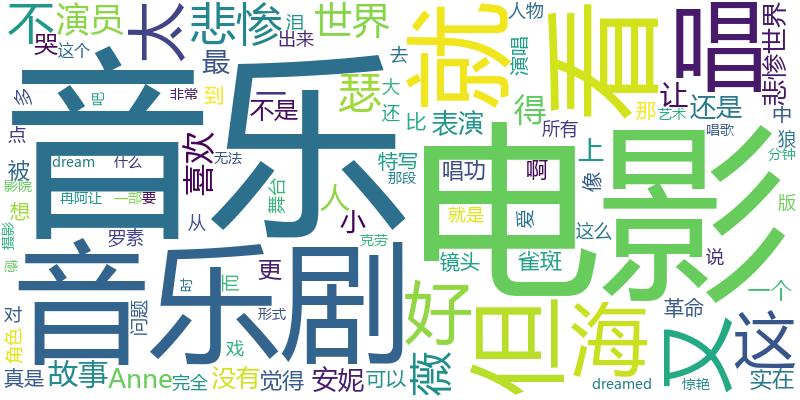 音乐
电影
音乐剧
就
看
唱
但
海
又
这
好
太
不
演员
悲惨
世界
哭
这个
泪
出来
最
多
吧
非常
到
一
不是
瑟
去
大
还
比
点
被
dream
什么
喜欢
无法
影院
再阿让
一部
要
想
摄影
感
罗素
从
舞台
人
小
克劳
而
时
更
形式
对
角色
问题
戏
真是
故事
Anne
完全
没有
觉得
安妮
可以
薇
人物
演唱
得
让
还是
那
艺术
悲惨世界
中
狼
唱歌
分钟
表演
所有
特写
那段
唱功
啊
上
像
就是
爱
这么
镜头
雀斑
版
说
一个
革命
dreamed
惊艳
实在